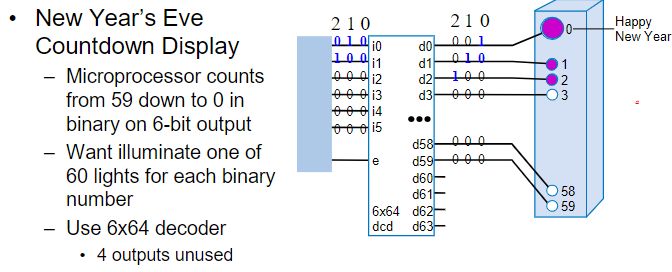 • New Year's Eve
Countdown Display
– Microprocessor counts
from 59 down to 0 in
binary on 6-bit output
– Want illuminate one of
60 lights for each binary
number
– Use 6x64 decoder
• 4 outputs unused
2 1 0
0 1 0 i0
1 0 0 i1
0 0 0 i2
0 0 0 i3
0 0 0 i4
0 0 0 i5
e
6x64
dcd
2 1 0
d0 0 0 1
d1 0 1 0
d2 1 0 0
d3 0 0 0
•••
d58 0 0 0
d59 0 0 0
d60
d61
d62
d63
0
1
2
3
58
59
Happy
New Year